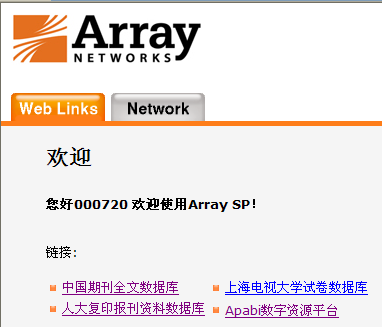 Array
NETWORKS
Web Links Network
欢迎
您好000720 欢迎使用Array SP!
链接:
中国期刊全文数据库 上海电视大学试卷数据库
人大复印报刊资料数据库 Apabi数字资源平台